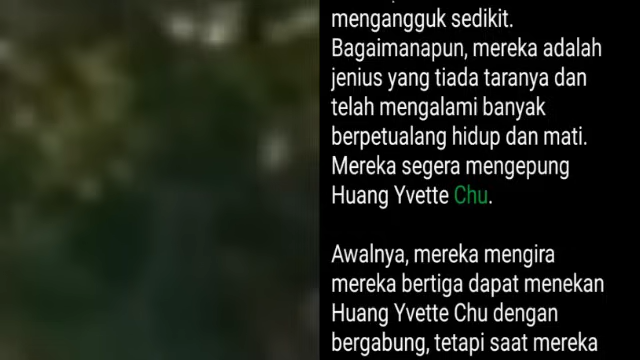 mengangguk sedikit.
Bagaimanapun, mereka adalah
jenius yang tiada taranya dan
telah mengalami banyak
berpetualang hidup dan mati.
Mereka segera mengepung
Huang Yvette Chu.
Awalnya, mereka mengira
mereka bertiga dapat menekan
Huang Yvette Chu dengan
bergabung, tetapi saat mereka